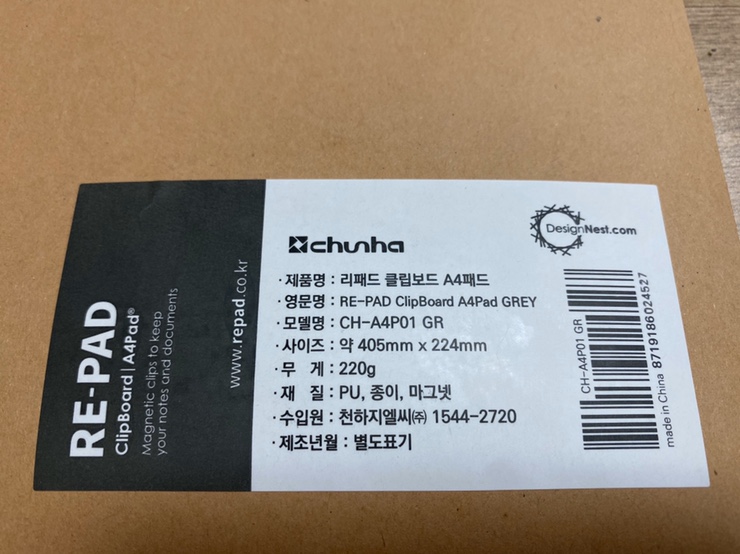 RE-PAD
ClipBoard | A4Pad®
Magnetic clips to keep
your notes and documents
www.repad.co.kr
chunha
DesignNest.com
· 제품명 : 리패드 클립보드 A4패드
· 영문명 : RE-PAD ClipBoard A4Pad GREY
· 모델명 : CH-A4P01 GR
· 사이즈 : 약 405mm x 224mm
· 무 게 : 220g
· 재 질 : PU, 종이, 마그넷
· 수입원 : 천하지엘씨㈜ 1544-2720
· 제조년월 : 별도표기
CH-A4P01 GR
8719186024527
made in China